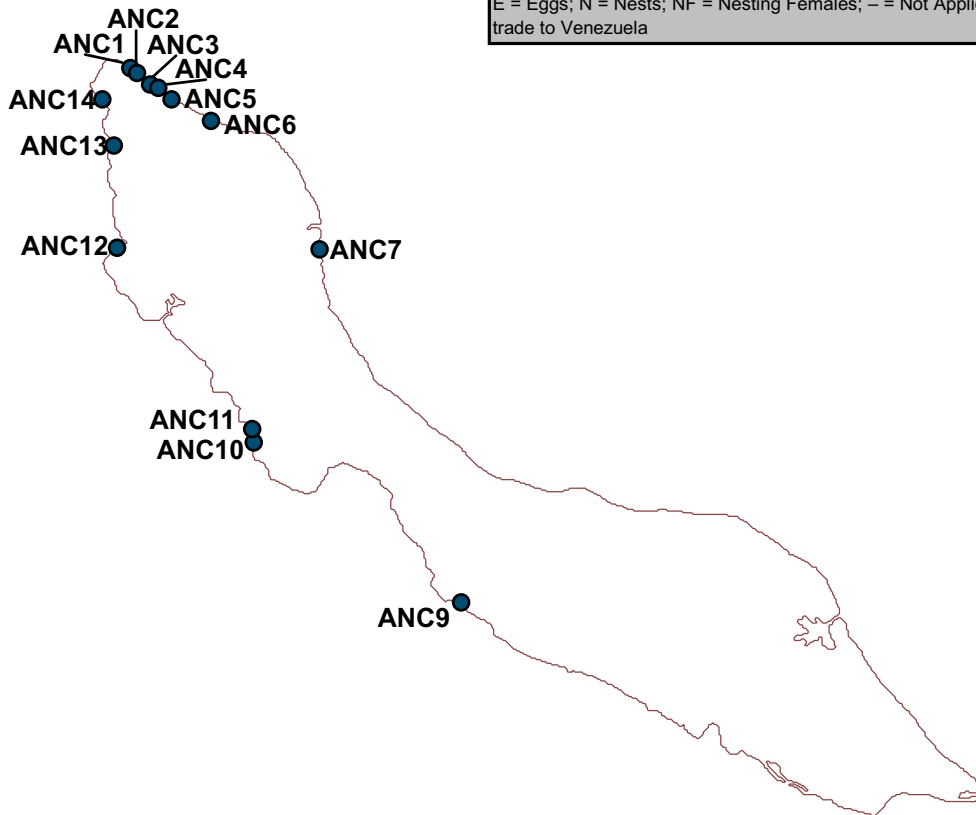 E = Eggs; N = Nests; NF = Nesting Females; – = Not
trade to Venezuela
ANC2
ANC1
ANC3
ANC4
ANC14
ANC5
ANC6
ANC13
ANC12
ANC7
ANC11
ANC10
ANC9